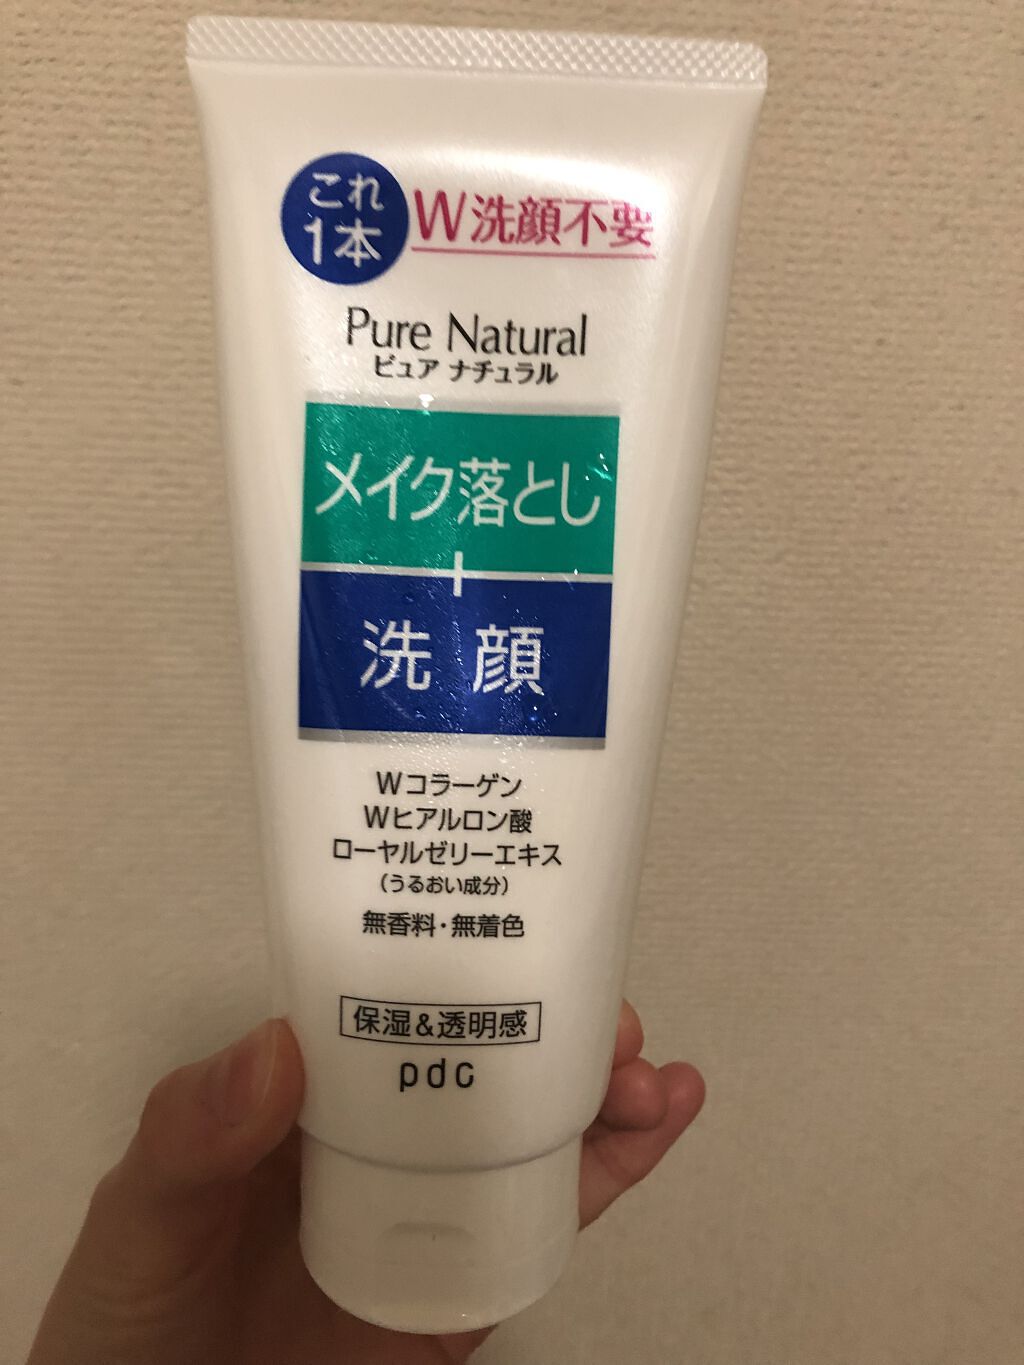 これ
1本
W洗顔不要
Pure Natural
ピュア ナチュラル
メイク落とし
+
洗顔
Wコラーゲン
Wヒアルロン酸
ローヤルゼリーエキス
(うるおい成分)
無香料・無着色
保湿&透明感
pdc